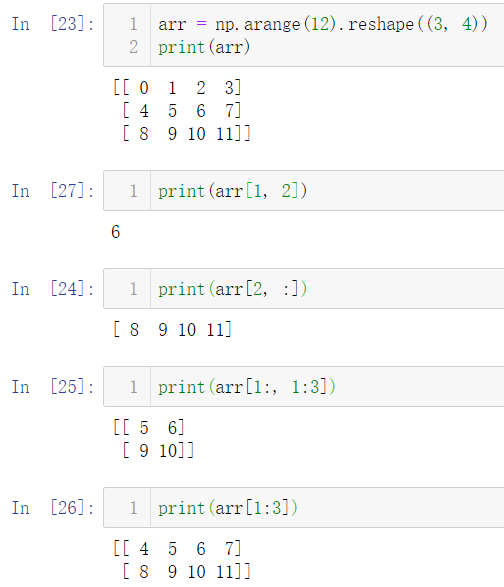 In [23]: 1 arr = np.arange(12).reshape((3, 4))
2 print(arr)
[[ 0 1 2 3]
[ 4 5 6 7]
[ 8 9 10 11]]
In [27]: 1 print(arr[1, 2])
6
In [24]: 1 print(arr[2, :])
[ 8 9 10 11]
In [25]: 1 print(arr[1:, 1:3])
[[ 5 6]
[ 9 10]]
In [26]: 1 print(arr[1:3])
[[ 4 5 6 7]
[ 8 9 10 11]]